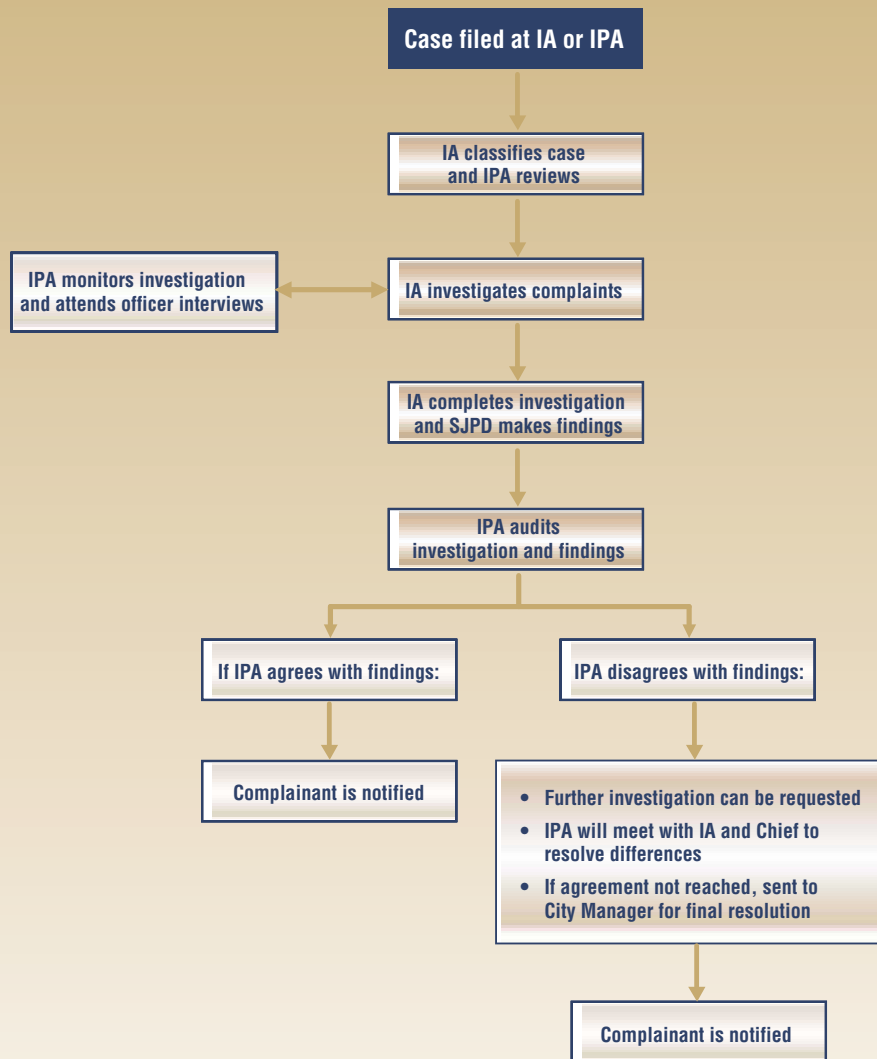 Case filed at IA or IPA
IA classifies case
and IPA reviews
IPA monitors investigation
and attends officer interviews
IA investigates complaints
IA completes investigation
and SJPD makes findings
IPA audits
investigation and findings
If IPA agrees with findings:
IPA disagrees with findings:
Complainant is notified
• Further investigation can be requested
• IPA will meet with IA and Chief to
resolve differences
• If agreement not reached, sent to
City Manager for final resolution
Complainant is notified